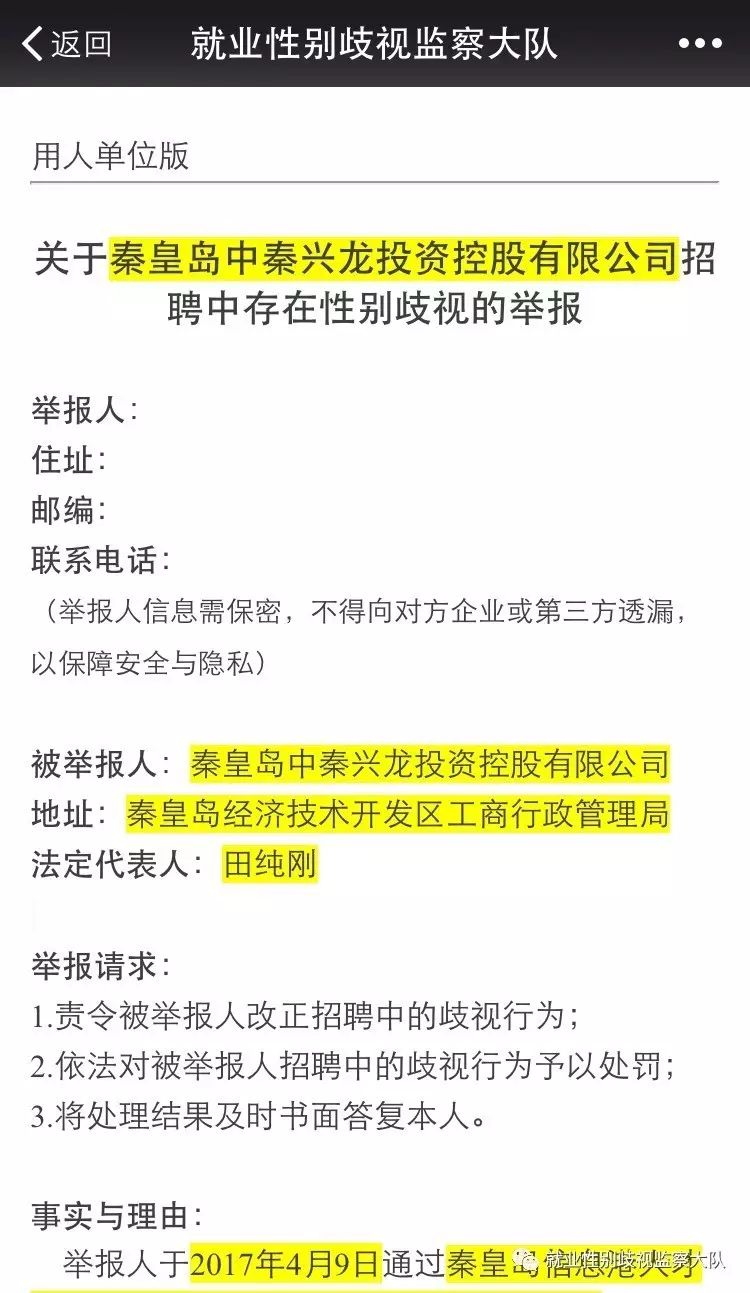 返回
就业性别歧视监察大队
用人单位版
关于秦皇岛中秦兴龙投资控股有限公司招
聘中存在性别歧视的举报
举报人：
住址：
邮编：
联系电话：
（举报人信息需保密，不得向对方企业或第三方透漏，
以保障安全与隐私）
被举报人：秦皇岛中秦兴龙投资控股有限公司
地址：秦皇岛经济技术开发区工商行政管理局
法定代表人：田纯刚
举报请求：
1.责令被举报人改正招聘中的歧视行为；
2.依法对被举报人招聘中的歧视行为予以处罚；
3.将处理结果及时书面答复本人。
事实与理由：
举报人于2017年4月9日通过秦皇岛信息港人才
就业性别歧视监察大队